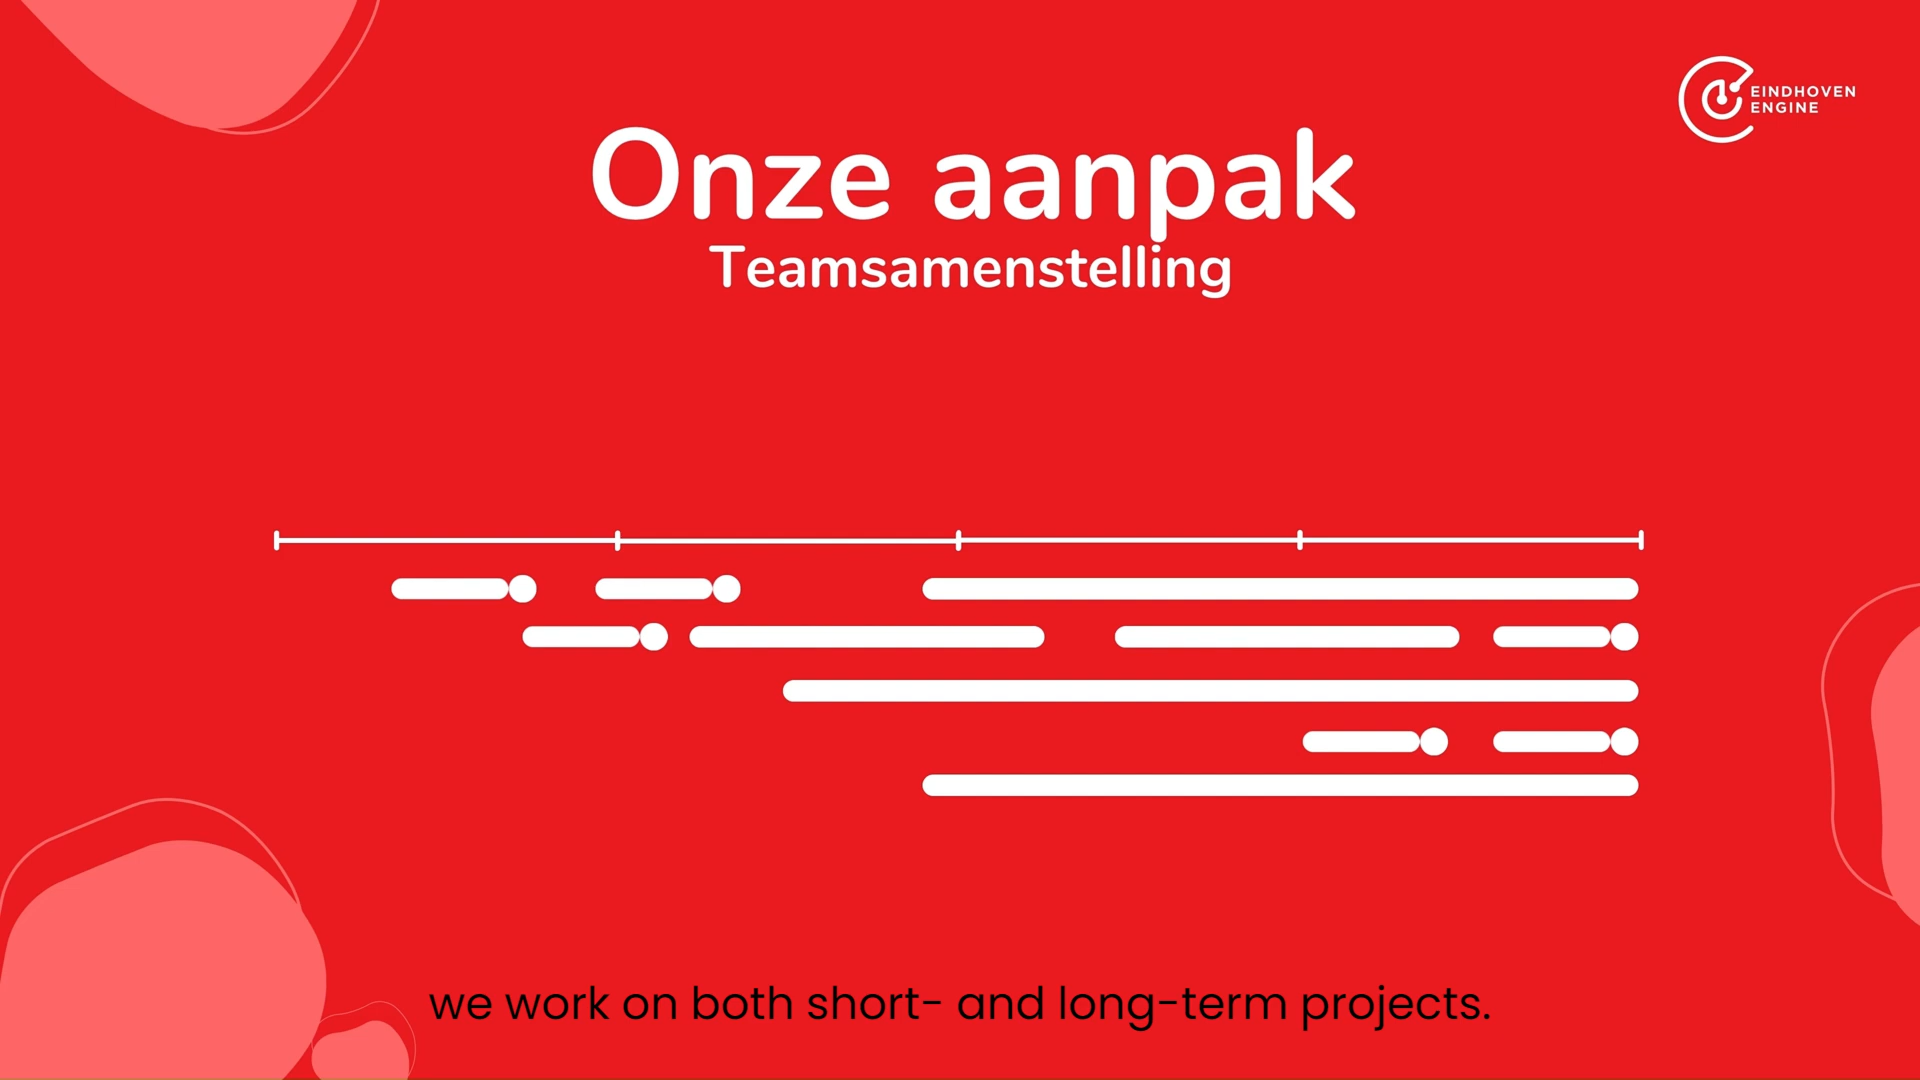 EINDHOVEN
ENGINE
Onze aanpak
Teamsamenstelling
we work on both short- and long-term projects.